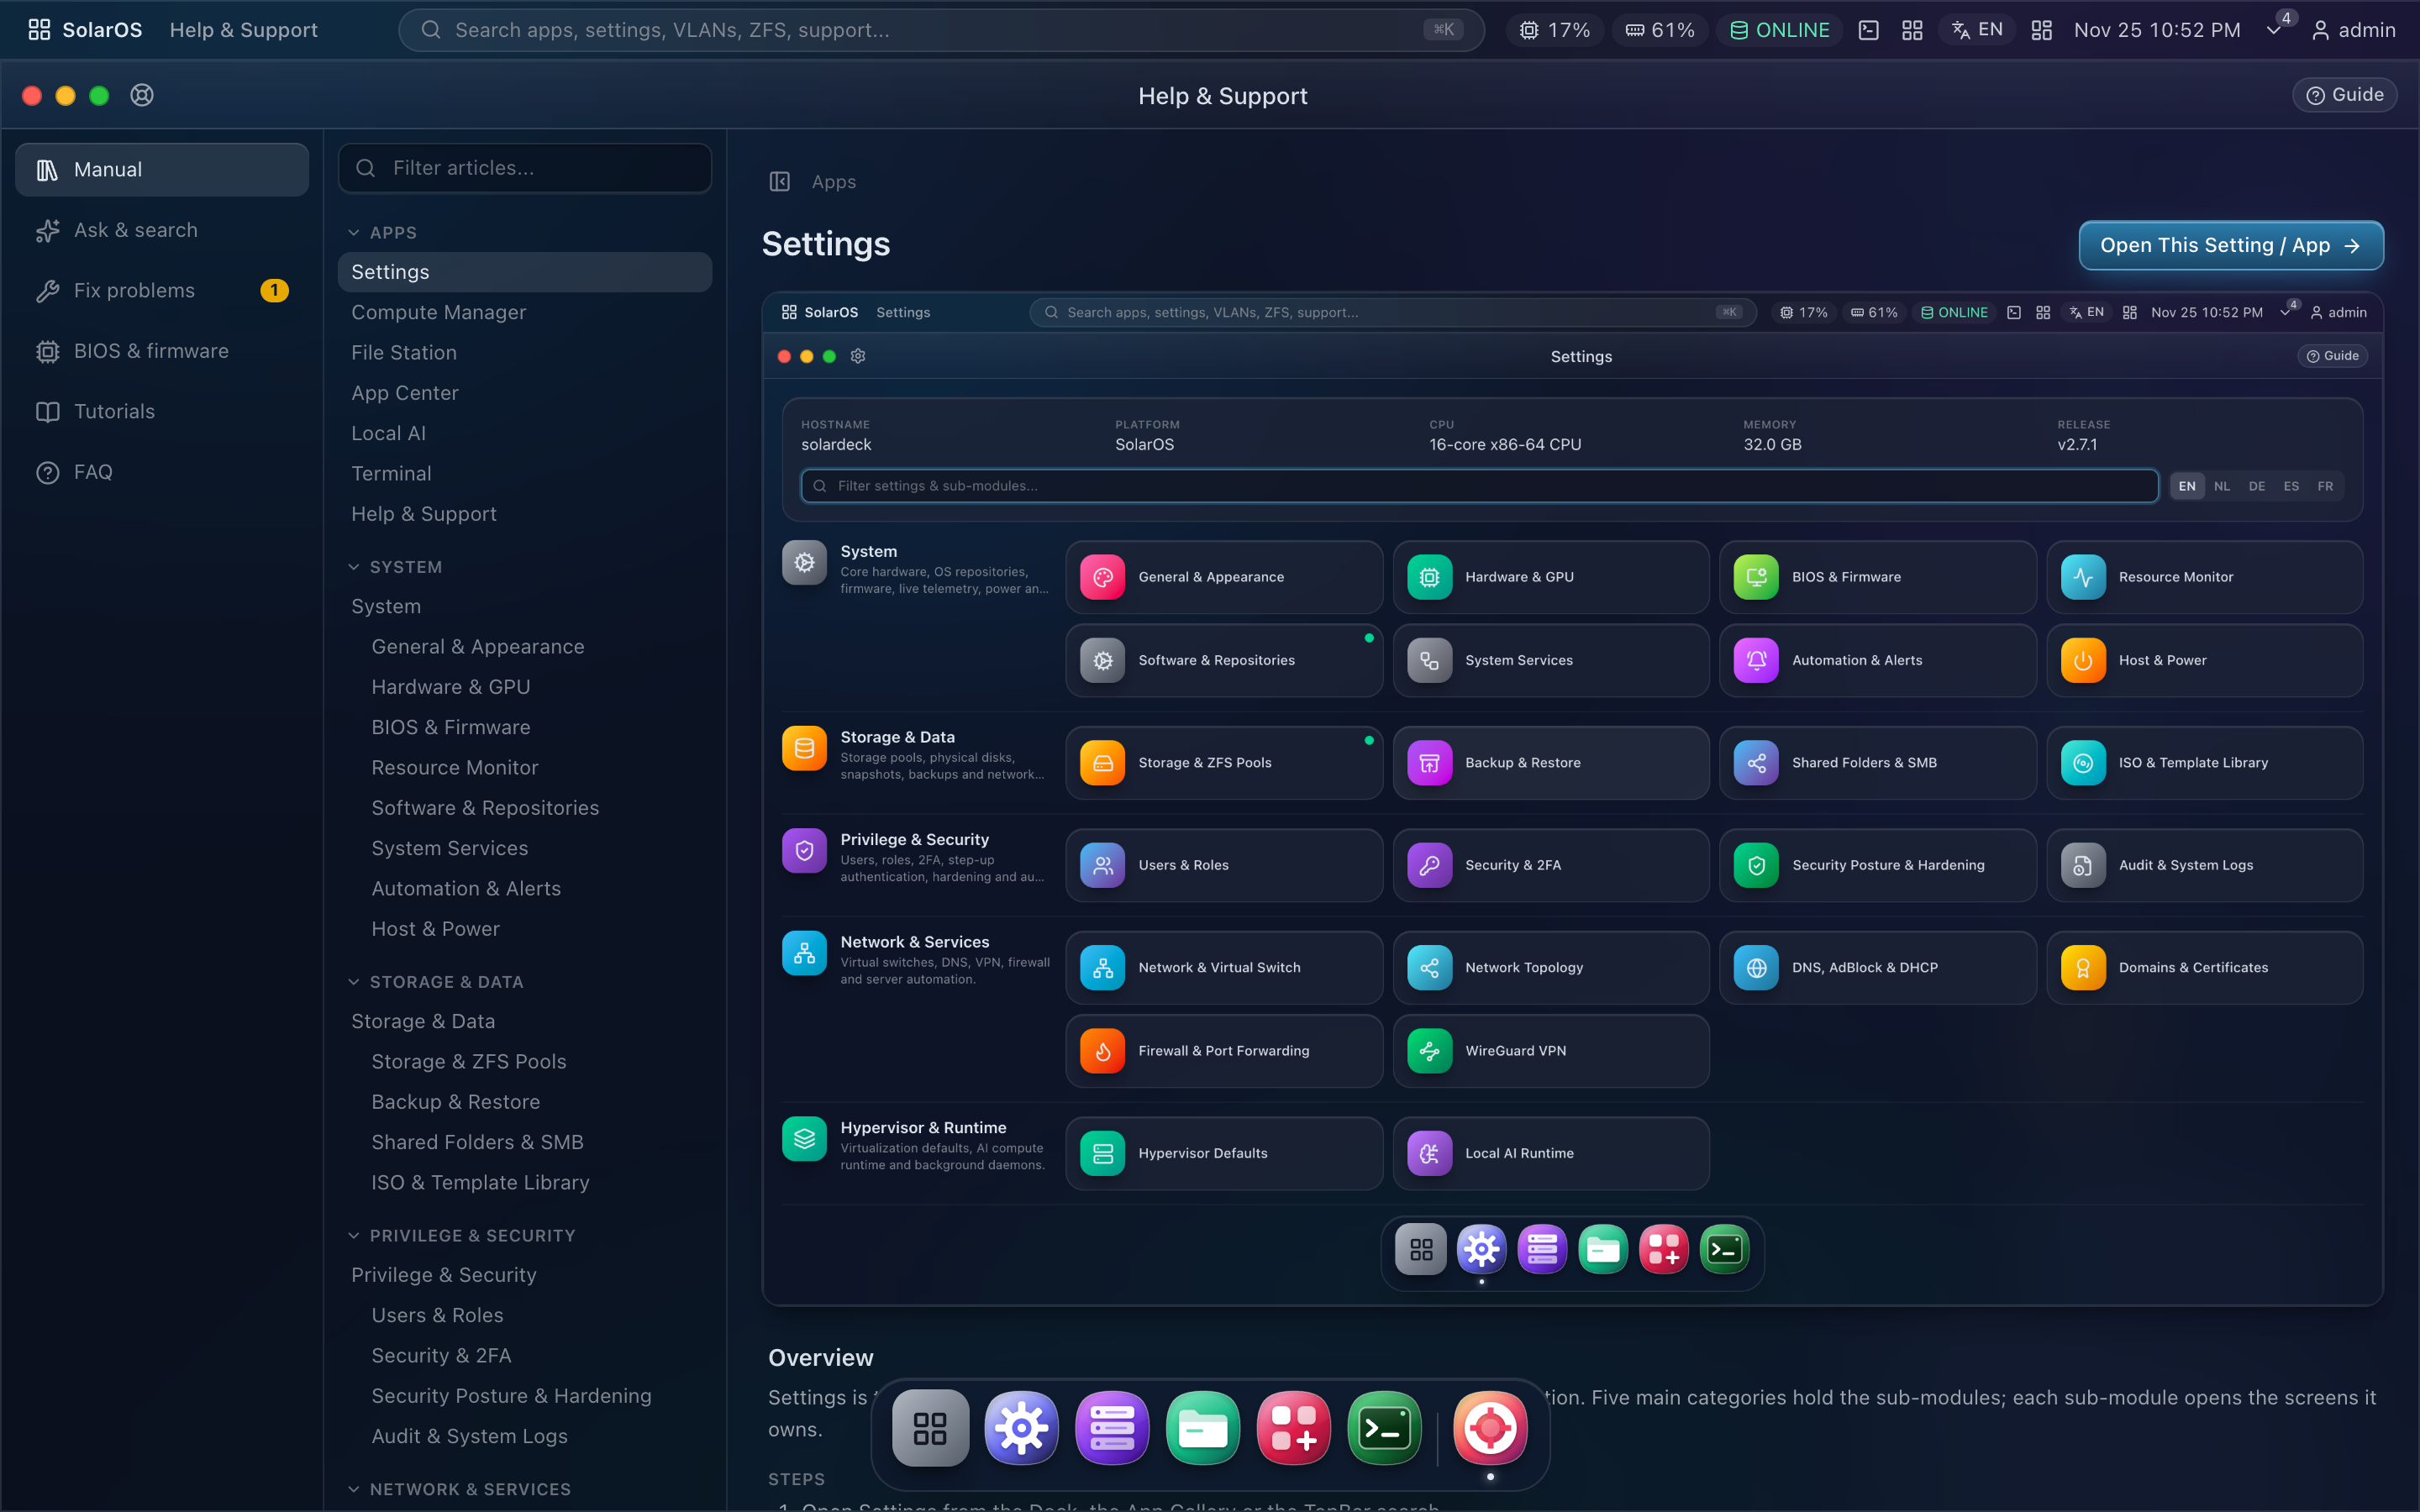 SolarOS
Help & Support
Search apps, settings, VLANs, ZFS, support...
⌘K
17%
61%
ONLINE
EN
Nov 25 10:52 PM
4
admin
Help & Support
Guide
Manual
Ask & search
Fix problems
1
BIOS & firmware
Tutorials
FAQ
Filter articles...
APPS
Settings
Compute Manager
File Station
App Center
Local AI
Terminal
Help & Support
SYSTEM
System
General & Appearance
Hardware & GPU
BIOS & Firmware
Resource Monitor
Software & Repositories
System Services
Automation & Alerts
Host & Power
STORAGE & DATA
Storage & Data
Storage & ZFS Pools
Backup & Restore
Shared Folders & SMB
ISO & Template Library
PRIVILEGE & SECURITY
Privilege & Security
Users & Roles
Security & 2FA
Security Posture & Hardening
Audit & System Logs
NETWORK & SERVICES
Apps
Settings
Open This Setting / App
SolarOS
Settings
Search apps, settings, VLANs, ZFS, support...
⌘K
17%
61%
ONLINE
EN
Nov 25 10:52 PM
4
admin
Settings
Guide
HOSTNAME
solardeck
PLATFORM
SolarOS
CPU
16-core x86-64 CPU
MEMORY
32.0 GB
RELEASE
v2.7.1
Filter settings & sub-modules...
EN NL DE ES FR
System
Core hardware, OS repositories,
firmware, live telemetry, power an...
General & Appearance
Hardware & GPU
BIOS & Firmware
Resource Monitor
Software & Repositories
System Services
Automation & Alerts
Host & Power
Storage & Data
Storage pools, physical disks,
snapshots, backups and network...
Storage & ZFS Pools
Backup & Restore
Shared Folders & SMB
ISO & Template Library
Privilege & Security
Users, roles, 2FA, step-up
authentication, hardening and au...
Users & Roles
Security & 2FA
Security Posture & Hardening
Audit & System Logs
Network & Services
Virtual switches, DNS, VPN, firewall
and server automation.
Network & Virtual Switch
Network Topology
DNS, AdBlock & DHCP
Domains & Certificates
Firewall & Port Forwarding
WireGuard VPN
Hypervisor & Runtime
Virtualization defaults, AI compute
runtime and background daemons.
Hypervisor Defaults
Local AI Runtime
Overview
Settings is tion. Five main categories hold the sub-modules; each sub-module opens the screens it
owns.
STEPS
1. Open Settings from the Dock, the App Gallery or the TopBar search